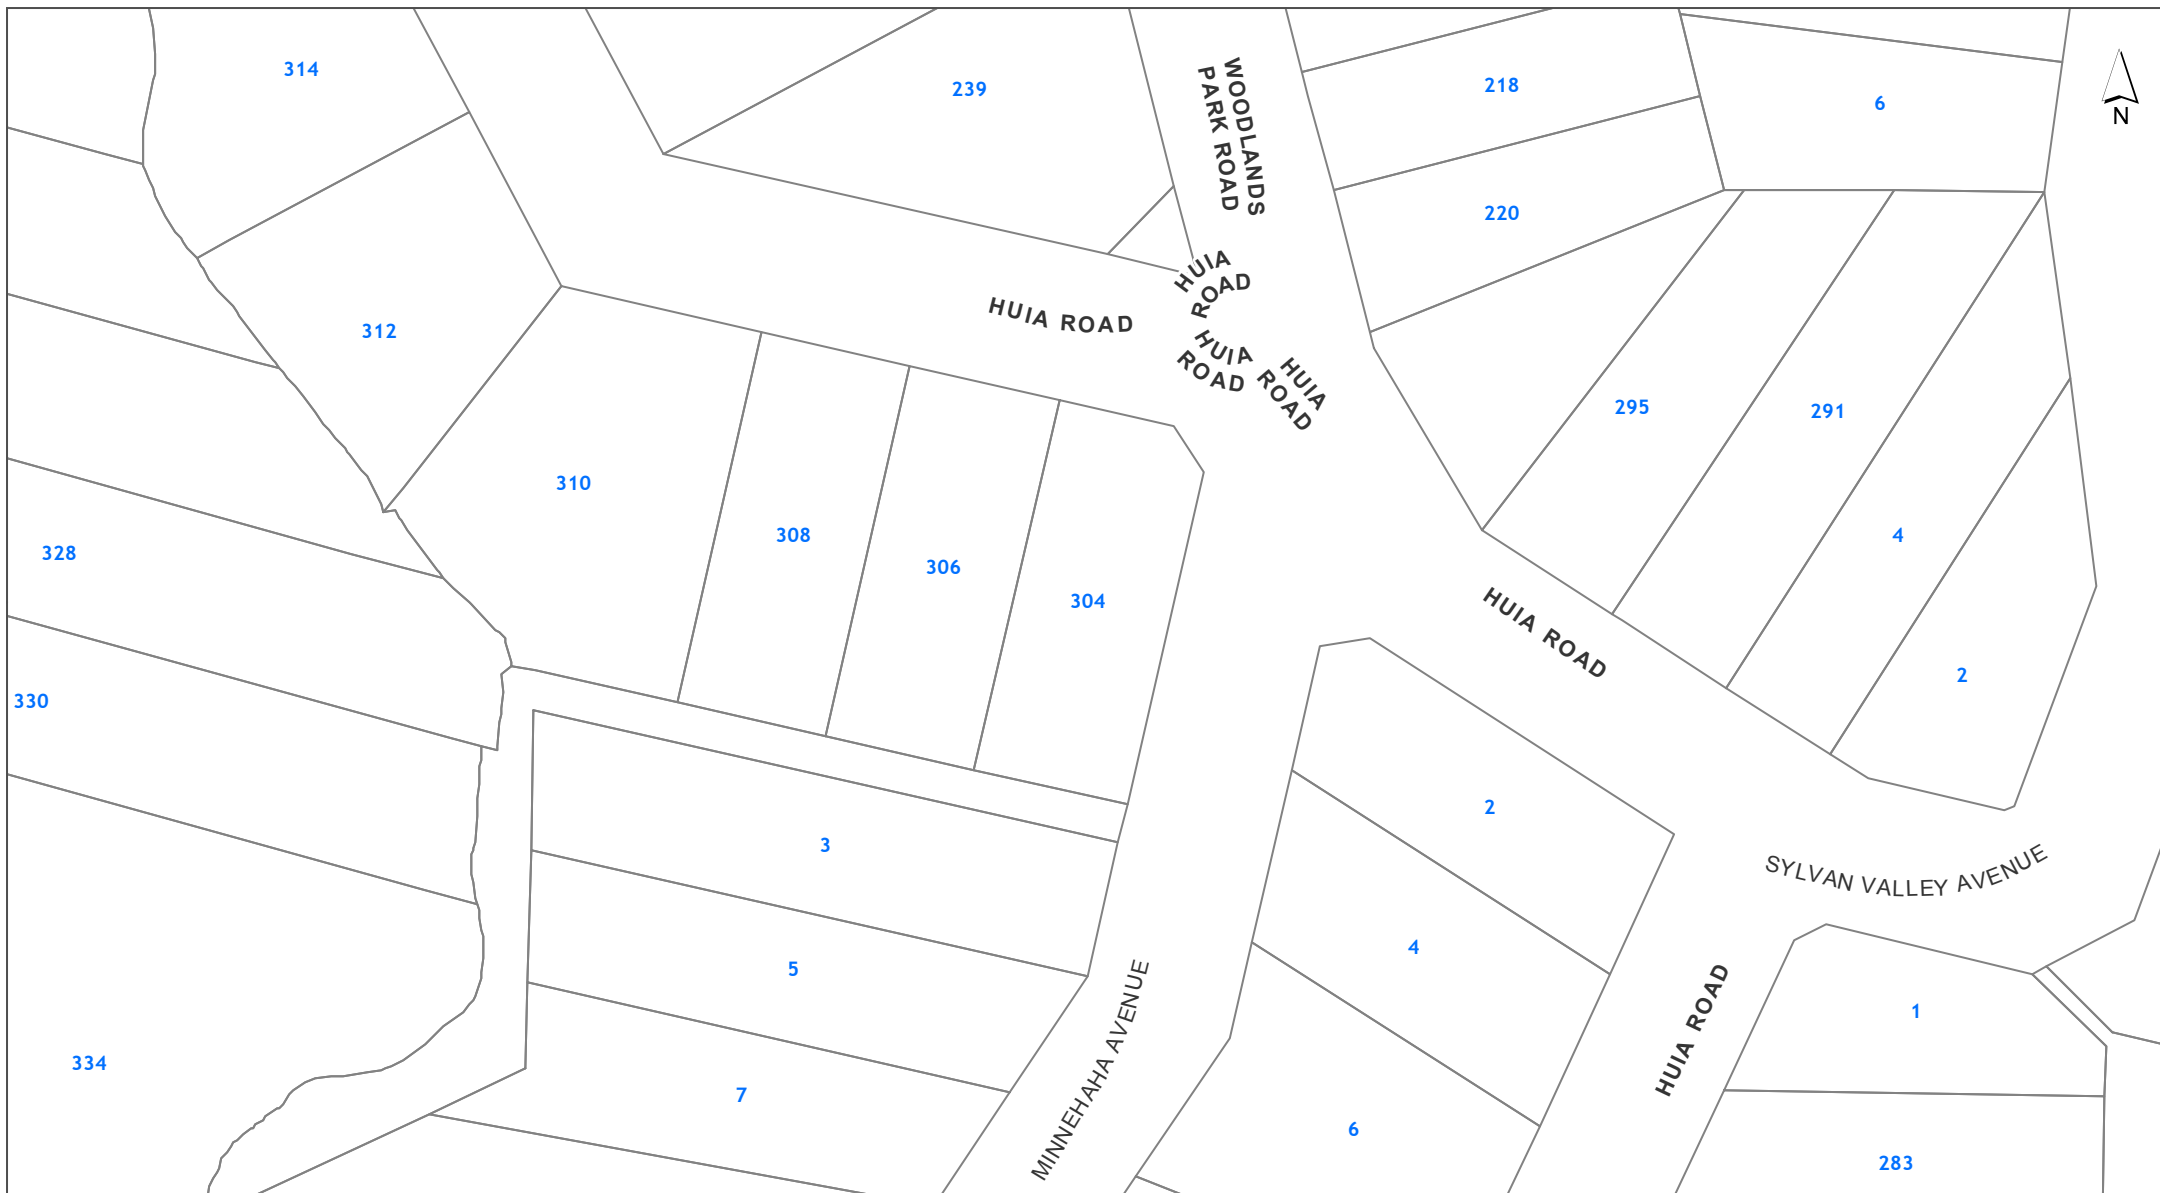 314
239
WOODLANDS
PARK ROAD
218
6
N
220
HUIA
ROAD
HUIA ROAD
312
HUIA
ROAD
HUIA
ROAD
295
291
310
308
306
304
4
328
HUIA ROAD
2
330
2
3
SYLVAN VALLEY AVENUE
4
5
1
HUIA ROAD
MINNEHAHA AVENUE
334
7
6
283